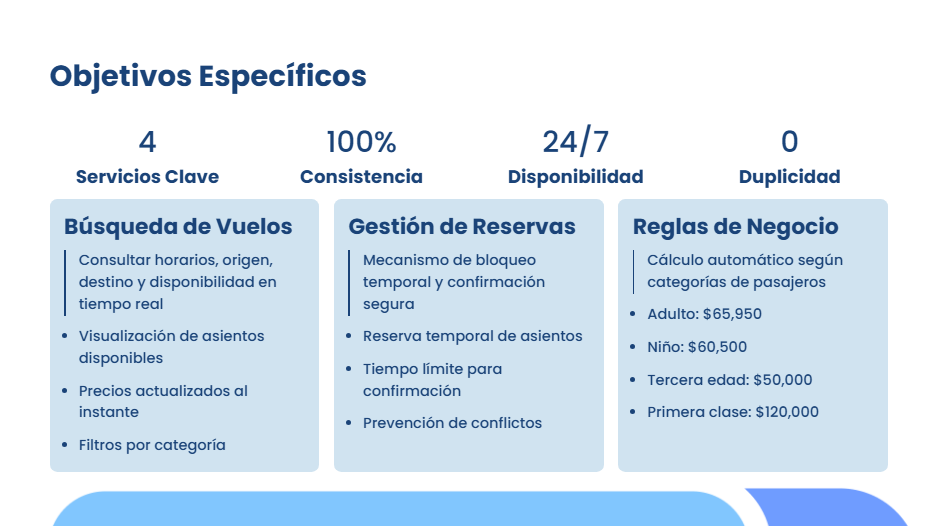 Objetivos Específicos
4
Servicios Clave
100%
Consistencia
24/7
Disponibilidad
0
Duplicidad
Búsqueda de Vuelos
Consultar horarios, origen,
destino y disponibilidad en
tiempo real
• Visualización de asientos
disponibles
• Precios actualizados al
instante
• Filtros por categoría
Gestión de Reservas
Mecanismo de bloqueo
temporal y confirmación
segura
• Reserva temporal de asientos
• Tiempo límite para
confirmación
• Prevención de conflictos
Reglas de Negocio
Cálculo automático según
categorías de pasajeros
• Adulto: $65,950
• Niño: $60,500
• Tercera edad: $50,000
• Primera clase: $120,000